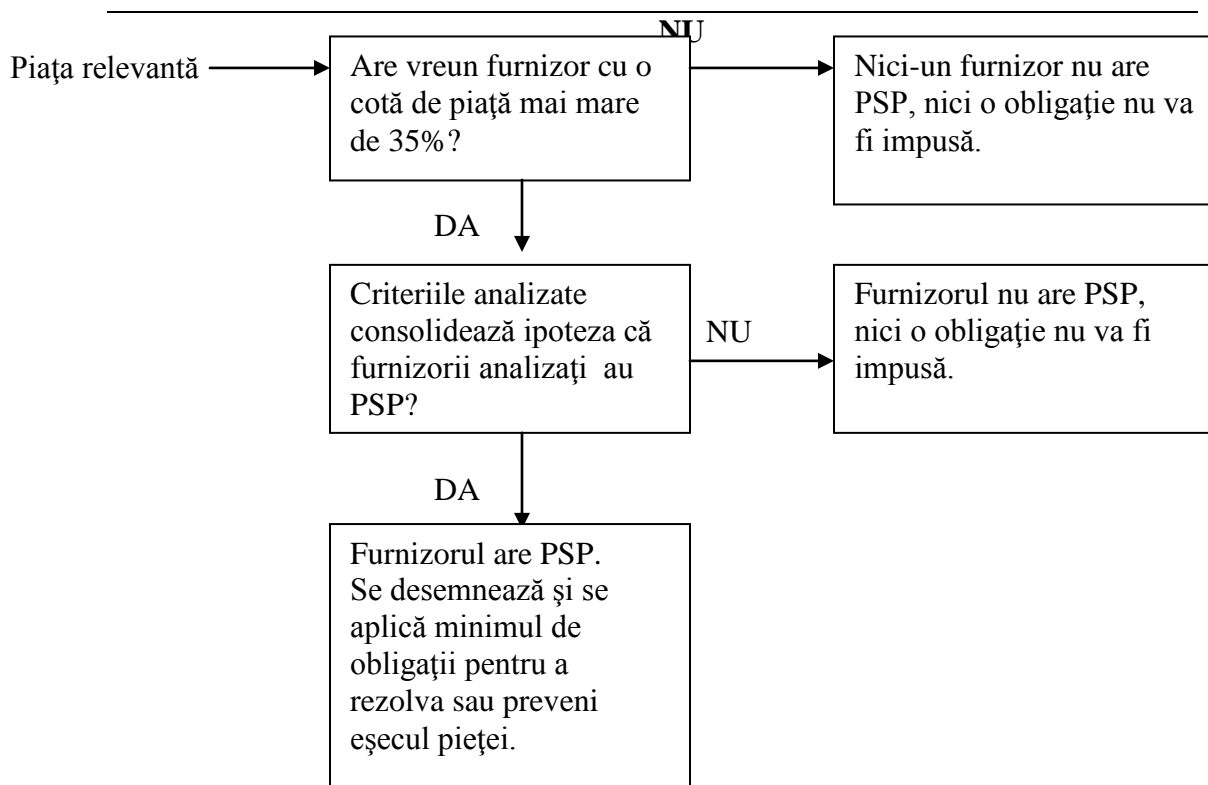 NU
Piaţa relevantă
Are vreun furnizor cu o
cotă de piaţă mai mare
de 35%?
Nici-un furnizor nu are
PSP, nici o obligaţie nu va
fi impusă.
DA
Criteriile analizate
consolidează ipoteza că
furnizorii analizaţi au
PSP?
NU
Furnizorul nu are PSP,
nici o obligaţie nu va fi
impusă.
DA
Furnizorul are PSP.
Se desemnează şi se
aplică minimul de
obligaţii pentru a
rezolva sau preveni
eşecul pieţei.